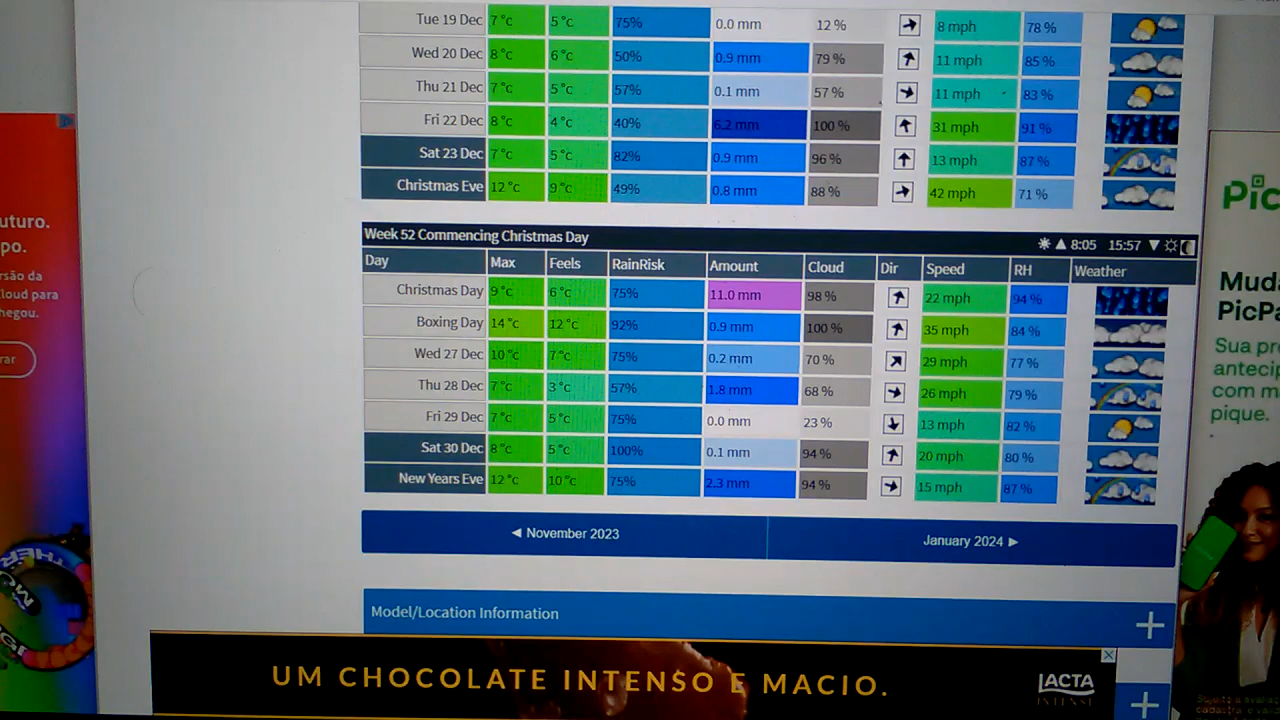 Tue 19 Dec 7°c 5°c 75% 0.0 mm 12 % 8 mph 78 %
Wed 20 Dec 8°c 6°c 50% 0.9 mm 79 % 11 mph 85 %
Thu 21 Dec 7°c 5°c 57% 0.1 mm 57 % 11 mph 83 %
Fri 22 Dec 8°c 4°c 40% 6.2 mm 100 % 31 mph 91 %
Sat 23 Dec 7°c 5°c 82% 0.9 mm 96 % 13 mph 87 %
Christmas Eve 12°c 9°c 49% 0.8 mm 88 % 42 mph 71 %
Week 52 Commencing Christmas Day 8:05 15:57
Day Max Feels RainRisk Amount Cloud Dir Speed RH Weather
Christmas Day 9°c 6°c 75% 11.0 mm 98 % 22 mph 94 %
Boxing Day 14°c 12°c 92% 0.9 mm 100 % 35 mph 84 %
Wed 27 Dec 10°c 7°c 75% 0.2 mm 70 % 29 mph 77 %
Thu 28 Dec 7°c 3°c 57% 1.8 mm 68 % 26 mph 79 %
Fri 29 Dec 7°c 5°c 75% 0.0 mm 23 % 13 mph 82 %
Sat 30 Dec 8°c 5°c 100% 0.1 mm 94 % 20 mph 80 %
New Years Eve 12°c 10°c 75% 2.3 mm 94 % 15 mph 87 %
◄ November 2023 January 2024 ►
Model/Location Information
UM CHOCOLATE INTENSO E MACIO.
LACTA
INTENSE
uturo.
po.
rsão da
loud para
hegou.
rar
Pic
Muda
PicPa
Sua pro
antecip
com m
pique.